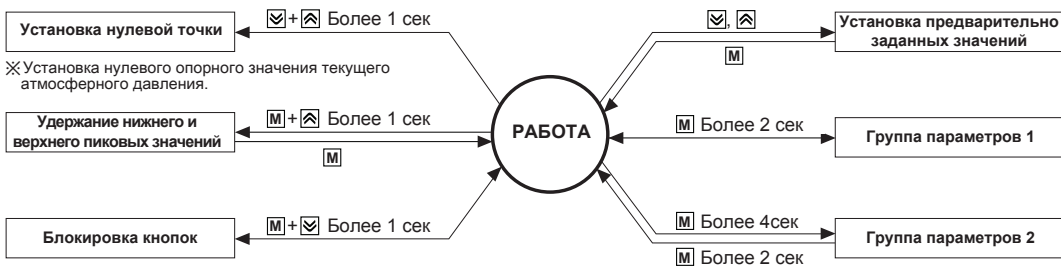 Установка нулевой точки
⨠+⨠ Более 1 сек
※ Установка нулевого опорного значения текущего
атмосферного давления.
Удержание нижнего и
верхнего пиковых значений
M+ Более 1 сек
M
Блокировка кнопок
M+ Более 1 сек
РАБОТА
,
M
Установка предварительно
заданных значений
M Более 2 сек
Группа параметров 1
M Более 4сек
M Более 2 сек
Группа параметров 2